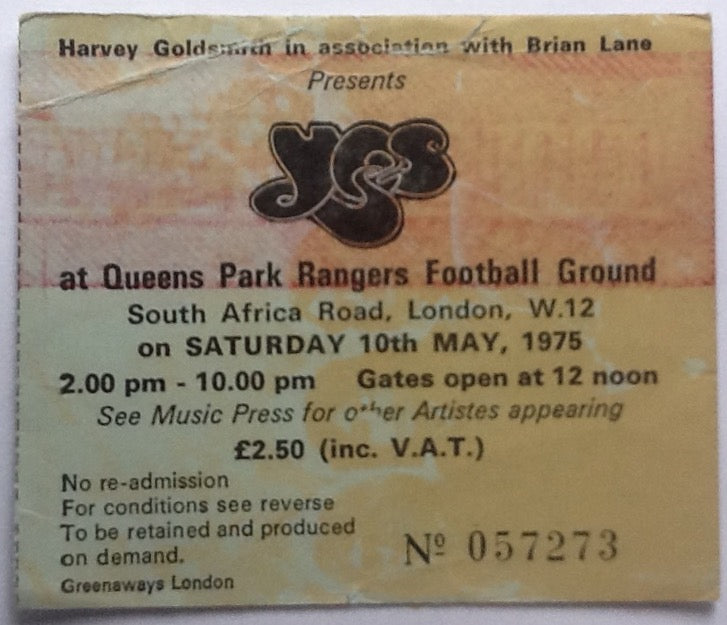 Harvey Goldsmith in association with Brian Lane
Presents
yes
at Queens Park Rangers Football Ground
South Africa Road, London, W.12
on SATURDAY 10th MAY, 1975
2.00 pm - 10.00 pm Gates open at 12 noon
See Music Press for other Artistes appearing
£2.50 (inc. V.A.T.)
No re-admission
For conditions see reverse
To be retained and produced
on demand.
Nº 057273
Greenaways London